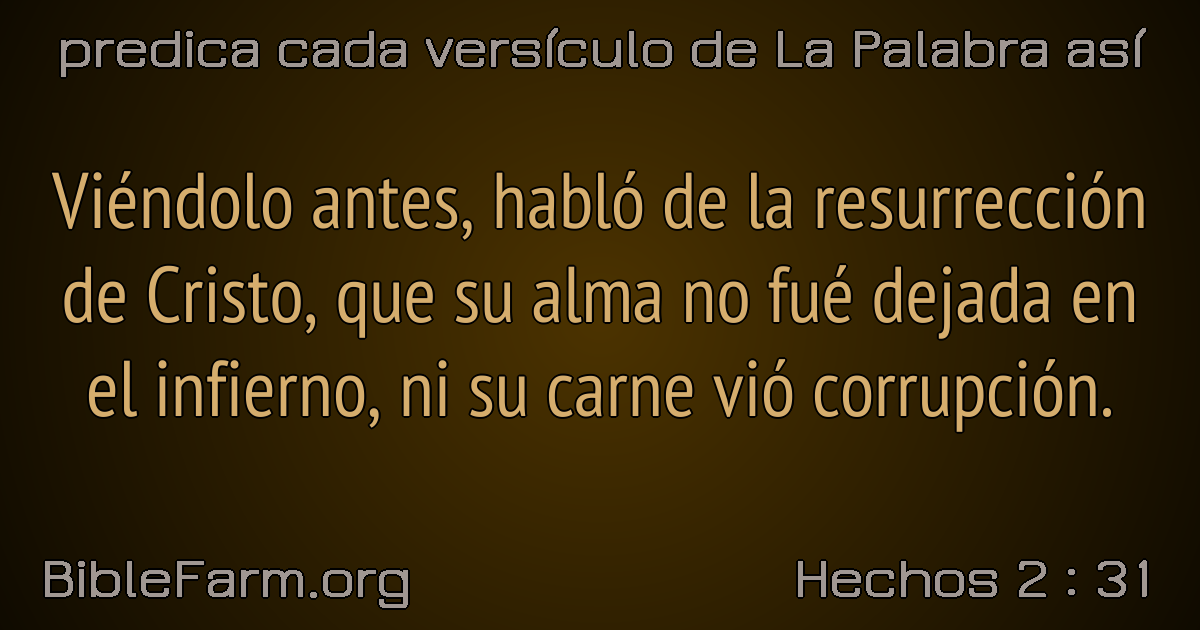 predica cada versículo de La Palabra así
Viéndolo antes, habló de la resurrección
de Cristo, que su alma no fué dejada en
el infierno, ni su carne vió corrupción.
BibleFarm.org
Hechos 2 : 31